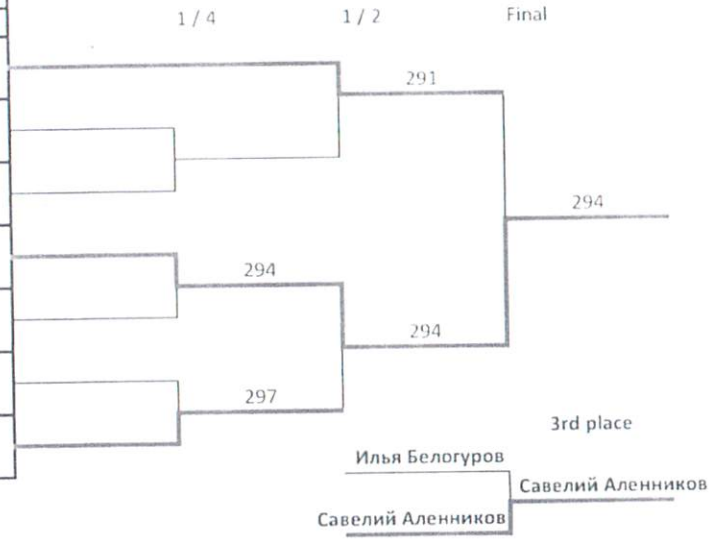 1 / 4 1 / 2 Final
291
294
294
294
297
3rd place
Илья Белогуров
Савелий Аленников
Савелий Аленников